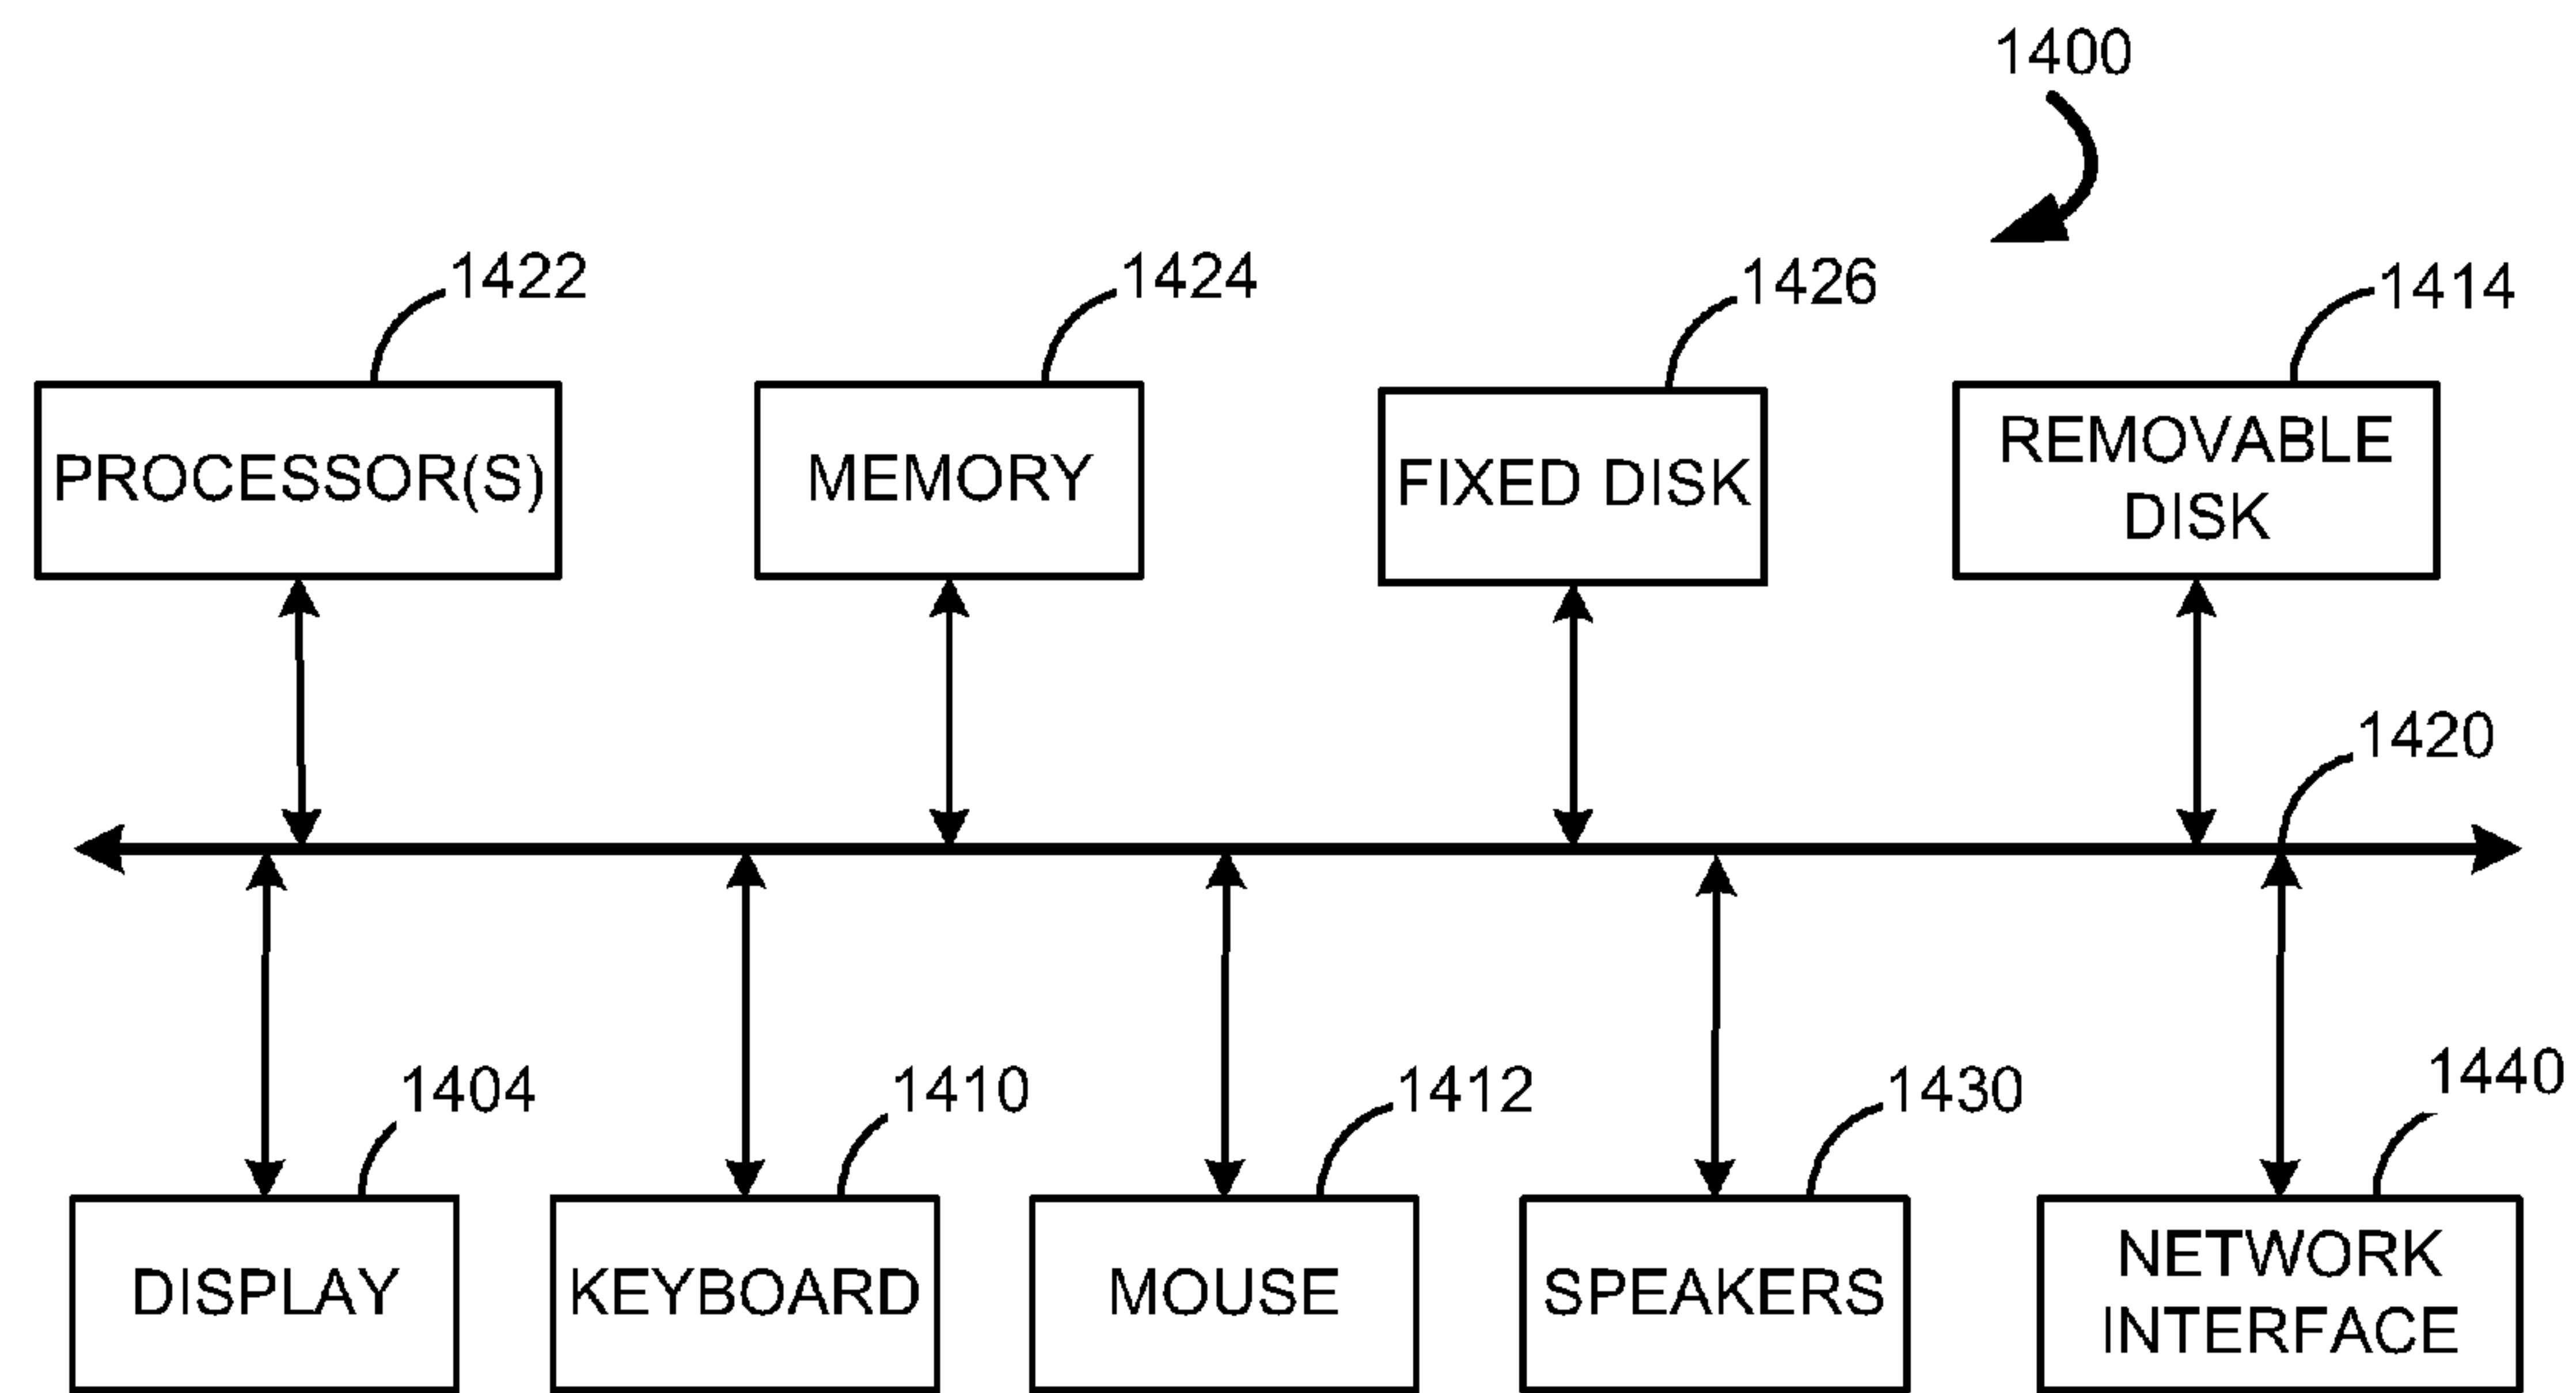 1400
1422
1424
1426
1414
PROCESSOR(S)
MEMORY
FIXED DISK
REMOVABLE
DISK
1420
1404
1410
1412
1430
1440
DISPLAY
KEYBOARD
MOUSE
SPEAKERS
NETWORK
INTERFACE